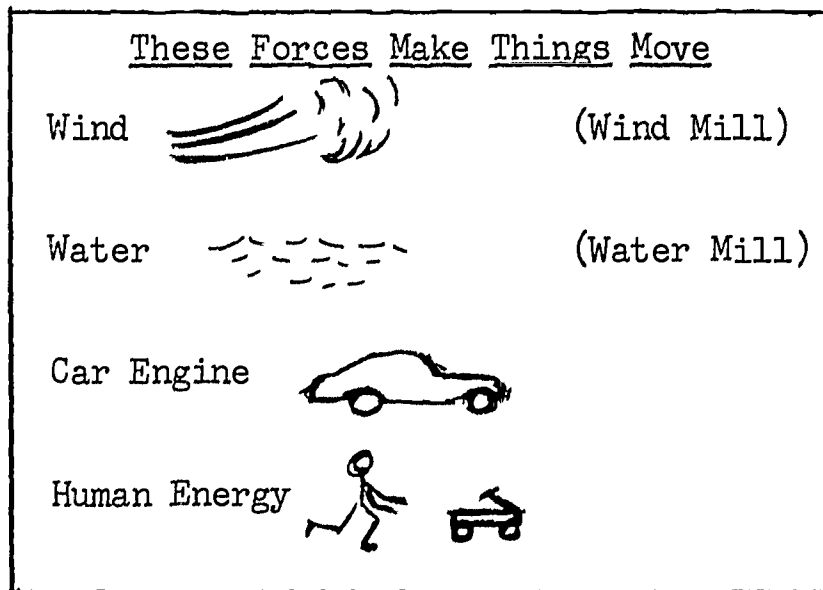 These Forces Make Things Move
Wind (Wind Mill)
Water (Water Mill)
Car Engine
Human Energy